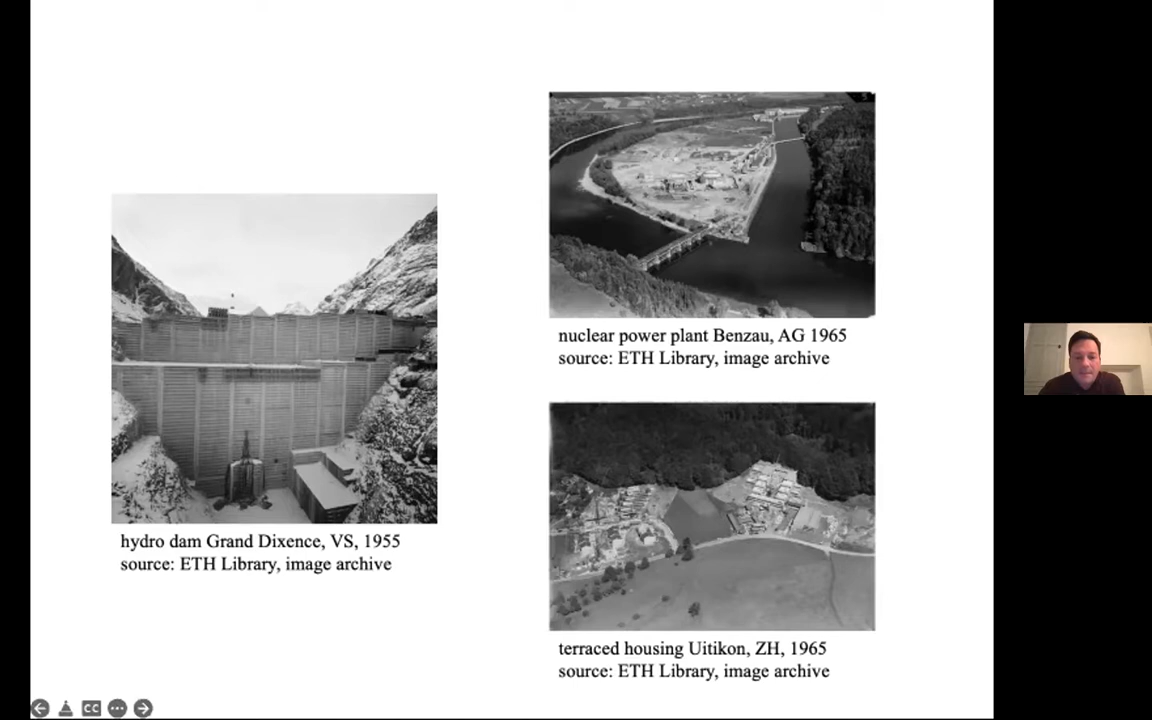 nuclear power plant Benzau, AG 1965
source: ETH Library, image archive
hydro dam Grand Dixence, VS, 1955
source: ETH Library, image archive
terraced housing Uitikon, ZH, 1965
source: ETH Library, image archive
CC